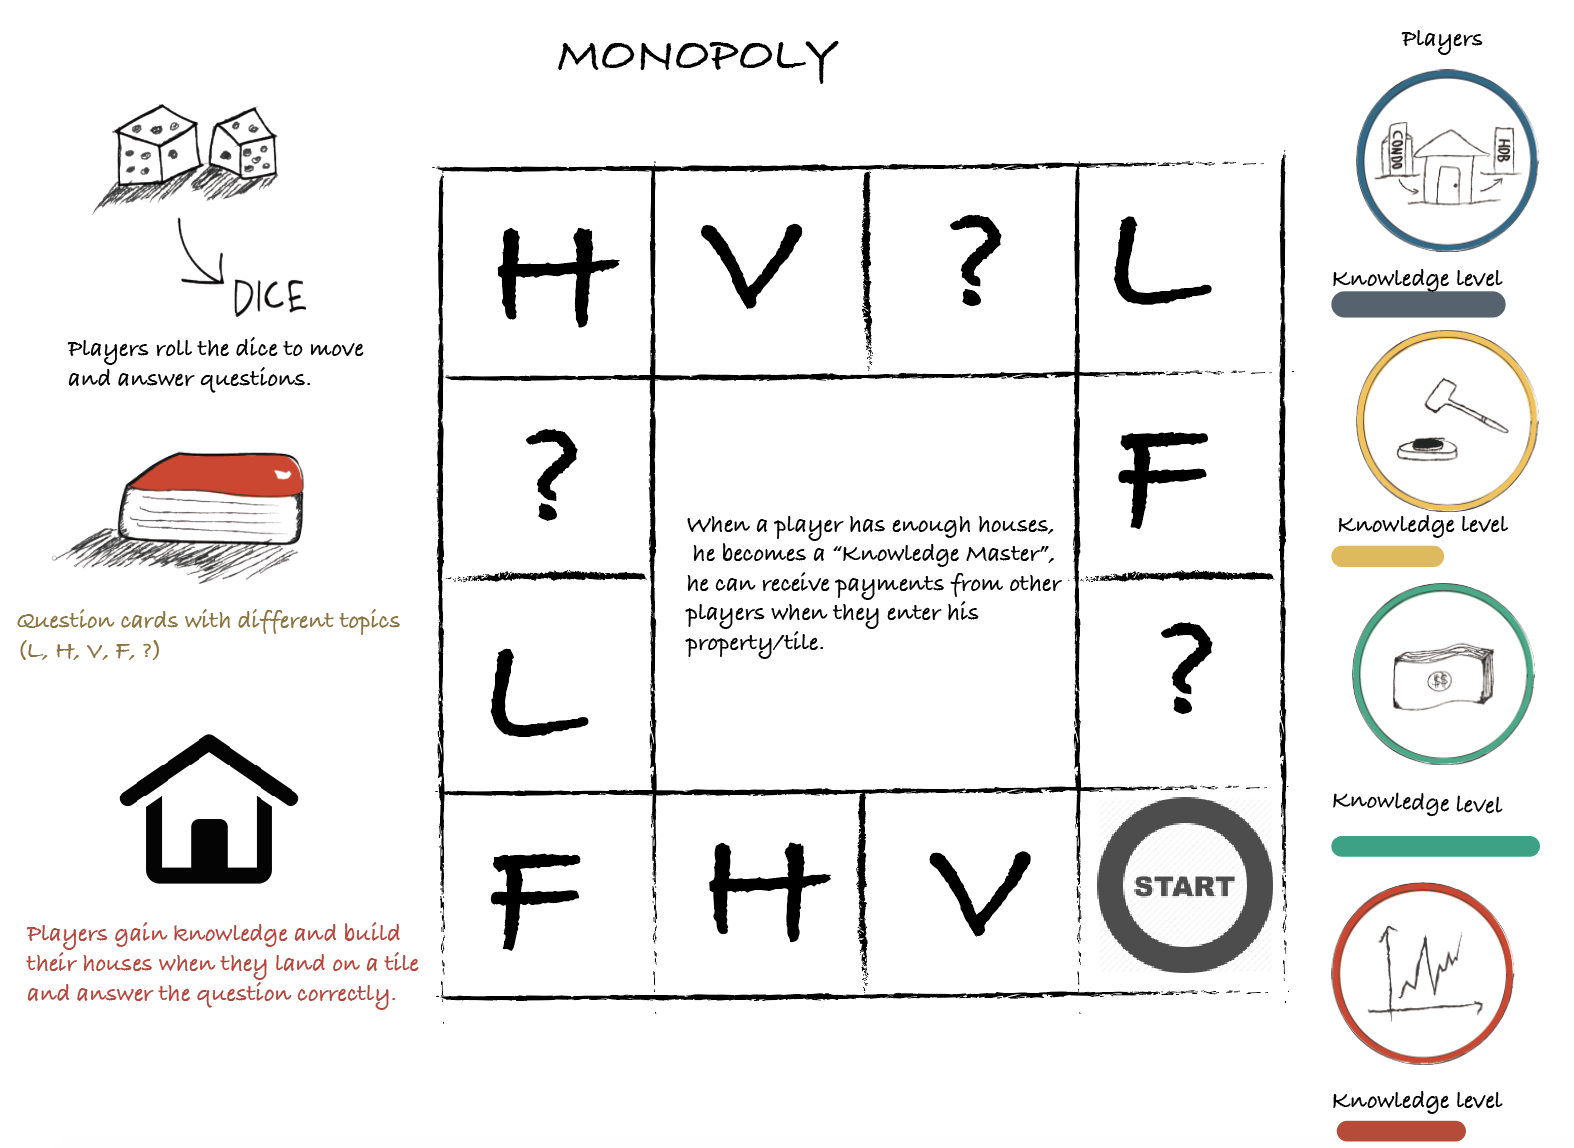 MONOPOLY
DICE
Players roll the dice to move
and answer questions.
Question cards with different topics
(L, H, V, F, ?)
Players gain knowledge and build
their houses when they land on a tile
and answer the question correctly.
H V ? L
? F
When a player has enough houses,
he becomes a “Knowledge Master”,
he can receive payments from other
players when they enter his
property/tile.
L ?
F H V START
Players
CONDO
HDB
Knowledge level
Knowledge level
$$
Knowledge level
Knowledge level